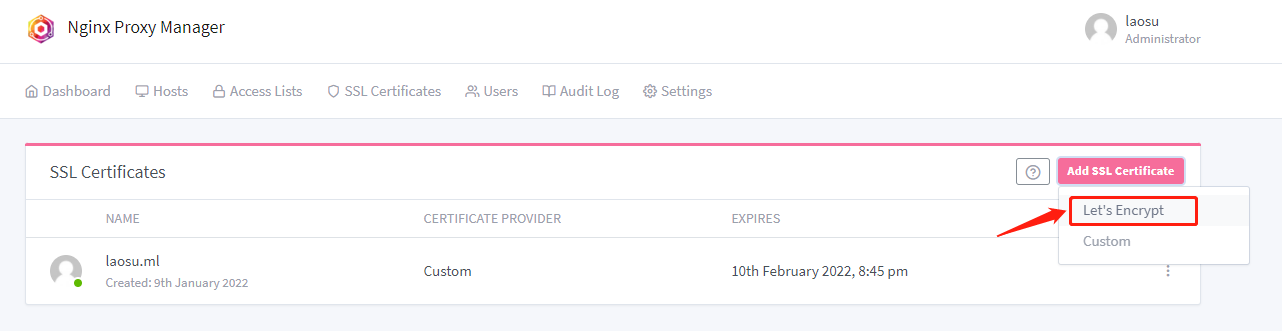 Nginx Proxy Manager
laosu
Administrator
Dashboard Hosts Access Lists SSL Certificates Users Audit Log Settings
SSL Certificates
Add SSL Certificate
Let's Encrypt
Custom
NAME CERTIFICATE PROVIDER EXPIRES
laosu.ml Custom 10th February 2022, 8:45 pm
Created: 9th January 2022